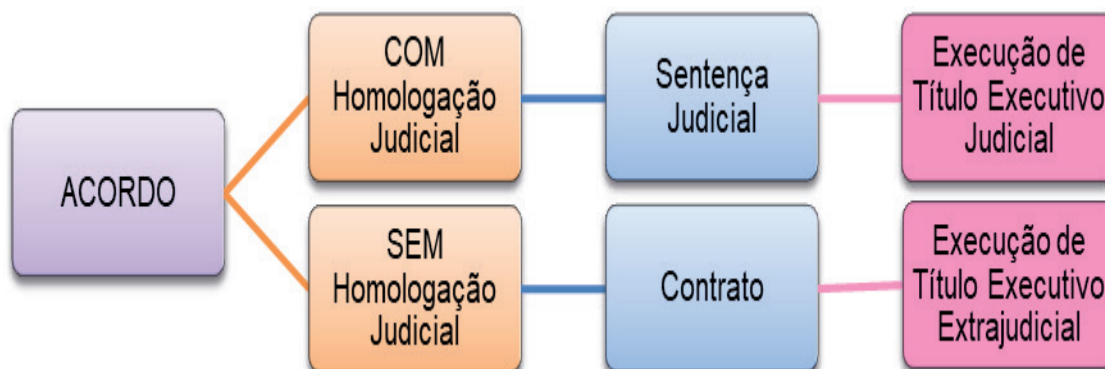 ACORDO
COM
Homologação
Judicial
Sentença
Judicial
Execução de
Título Executivo
Judicial
SEM
Homologação
Judicial
Contrato
Execução de
Título Executivo
Extrajudicial